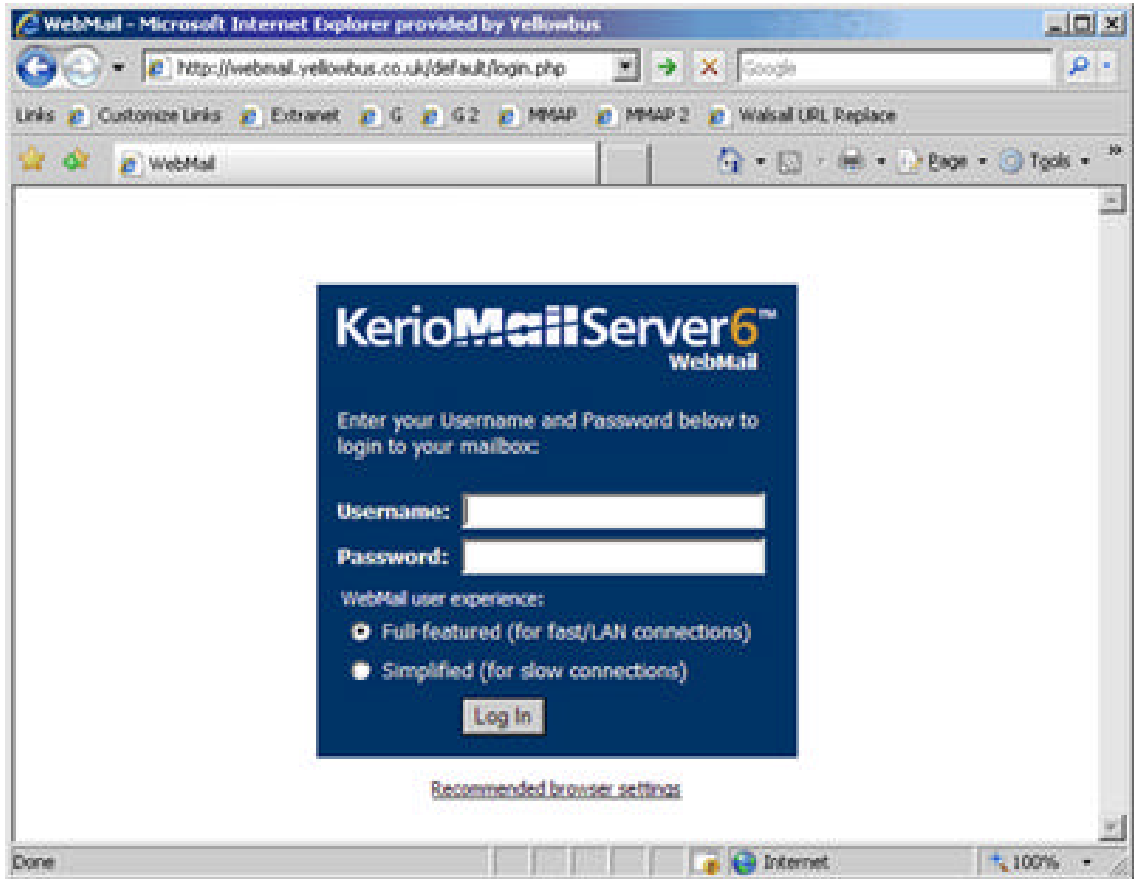 WebMail - Microsoft Internet Explorer provided by Yellowbus
http://webmail.yellowbus.co.uk/default/login.php Google
Links Customize Links Extranet G G 2 MMAP MMAP 2 Walsall URL Replace
WebMail Page Tools
KerioMailServer6™
WebMail
Enter your Username and Password below to
login to your mailbox:
Username:
Password:
WebMail user experience:
Full-featured (for fast/LAN connections)
Simplified (for slow connections)
Log In
Recommended browser settings
Done Internet 100%